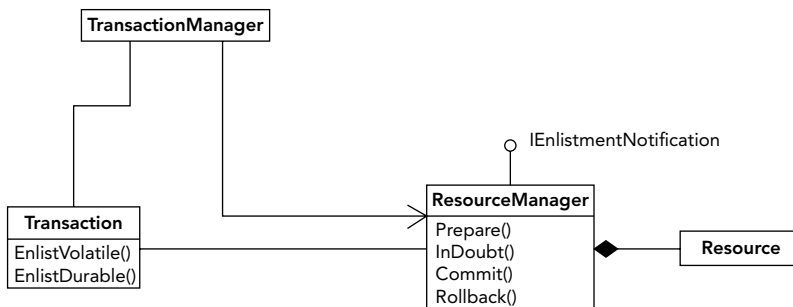 TransactionManager
IEnlistmentNotification
Transaction
EnlistVolatile()
EnlistDurable()
ResourceManager
Prepare()
InDoubt()
Commit()
Rollback()
Resource